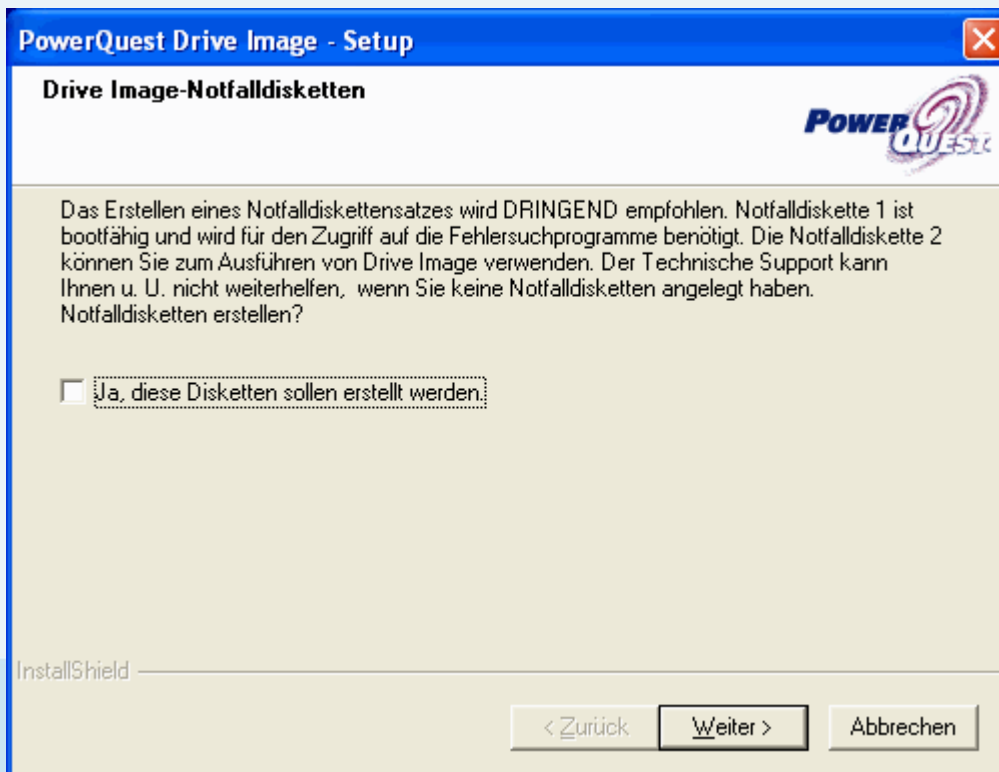 PowerQuest Drive Image - Setup
Drive Image-Notfalldisketten
POWER
QUEST
Das Erstellen eines Notfalldiskettensatzes wird DRINGEND empfohlen. Notfalldiskette 1 ist
bootfähig und wird für den Zugriff auf die Fehlersuchprogramme benötigt. Die Notfalldiskette 2
können Sie zum Ausführen von Drive Image verwenden. Der Technische Support kann
Ihnen u. U. nicht weiterhelfen, wenn Sie keine Notfalldisketten angelegt haben.
Notfalldisketten erstellen?
Ja, diese Disketten sollen erstellt werden.
InstallShield
< Zurück
Weiter >
Abbrechen